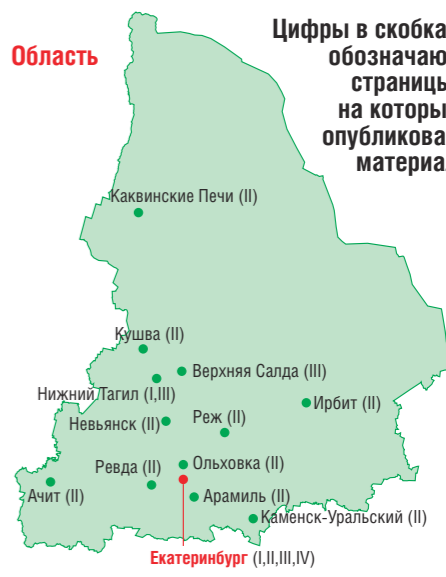 Область
Цифры в скобка
обозначаю
страницы
на которы
опубликова
материа
Каквинские Печи (II)
Кушва (II)
Верхняя Салда (III)
Нижний Тагил (I,III)
Ирбит (II)
Невьянск (II)
Реж (II)
Ольховка (II)
Ревда (II)
Ачит (II)
Арамиль (II)
Каменск-Уральский (II)
Екатеринбург (I,II,III,IV)